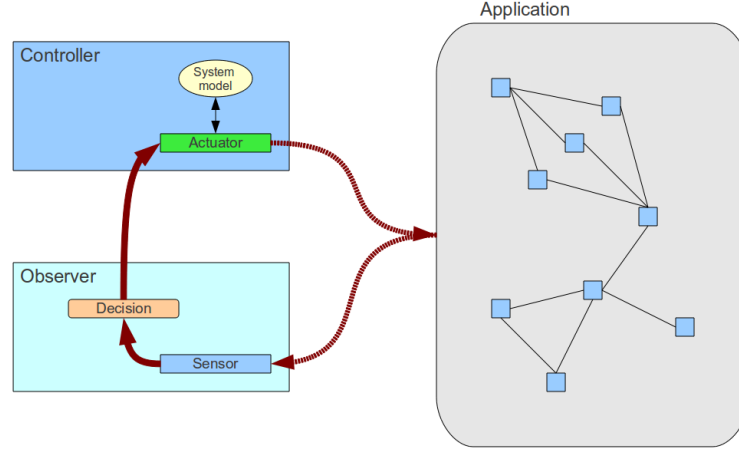 Application
Controller
System
model
Actuator
Observer
Decision
Sensor